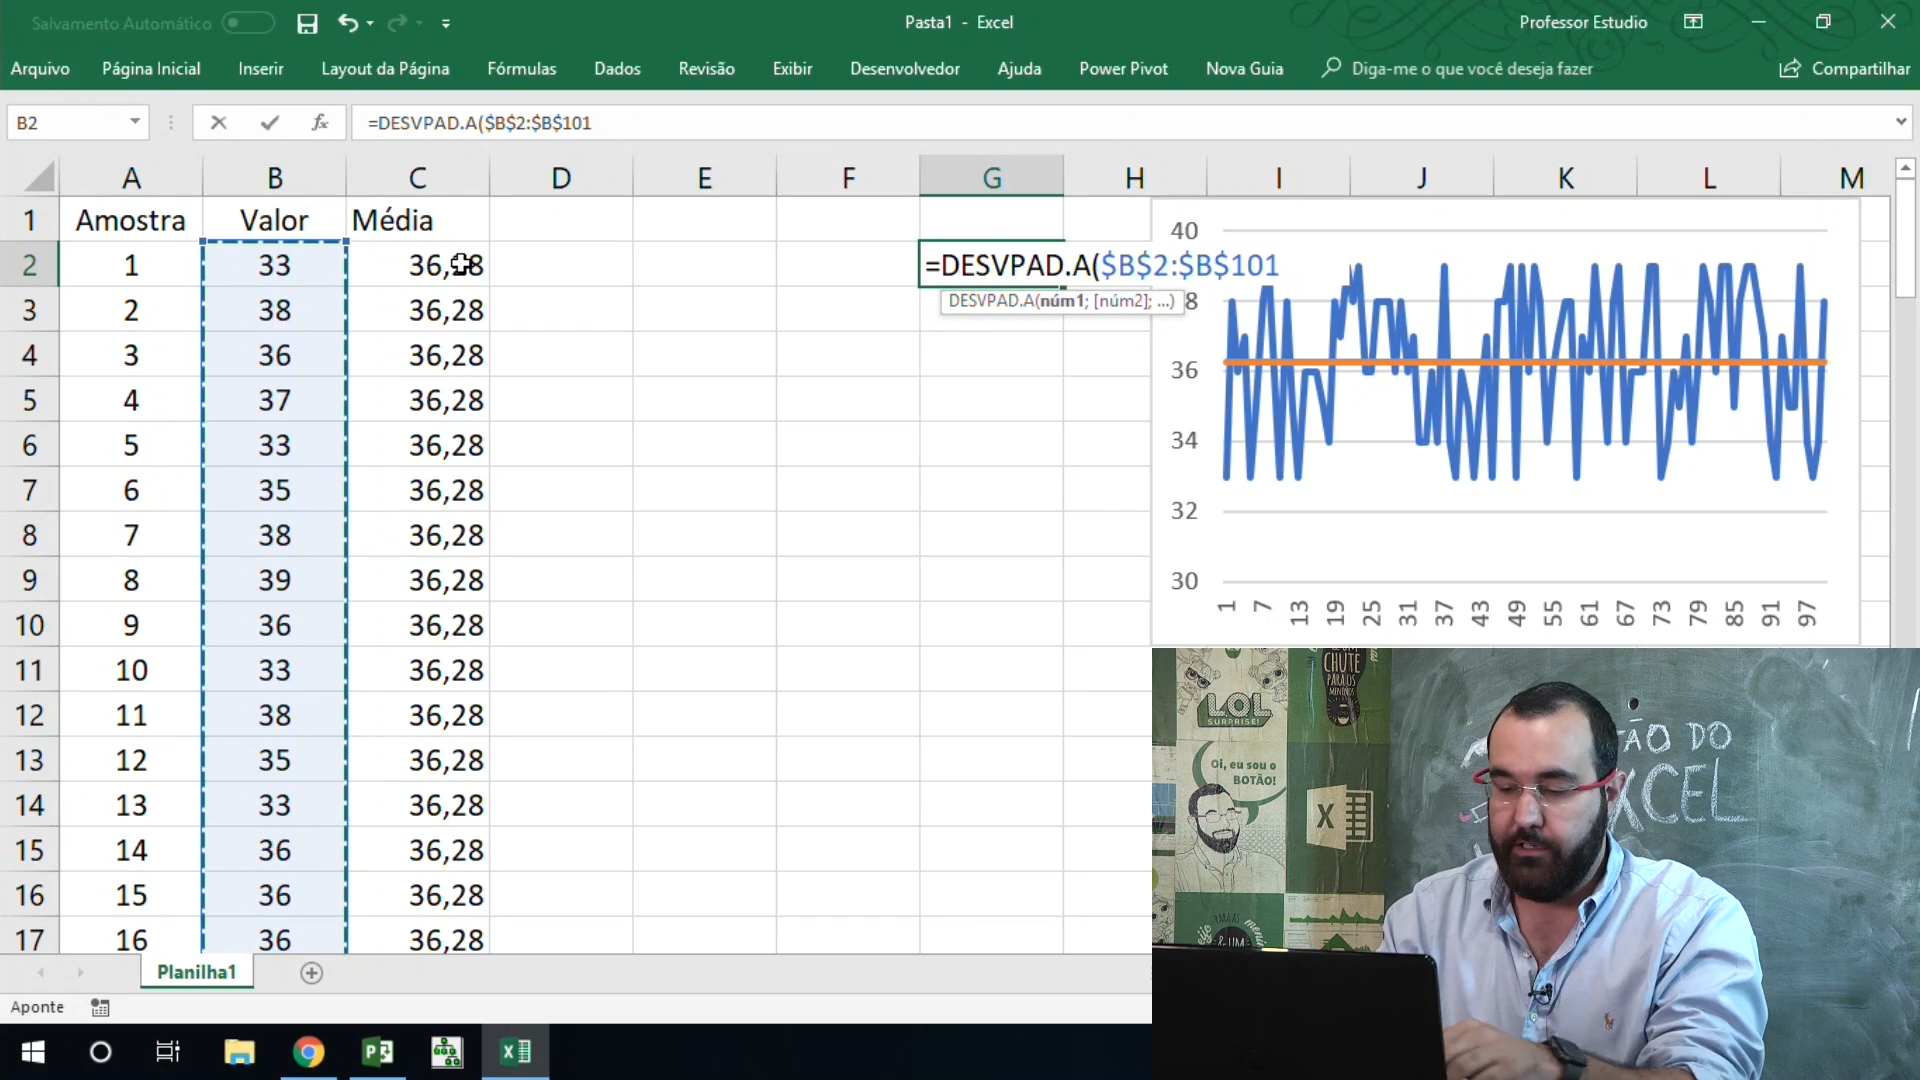 Salvamento Automático
Pasta1 - Excel
Professor Estudio
Arquivo Página Inicial Inserir Layout da Página Fórmulas Dados Revisão Exibir Desenvolvedor Ajuda Power Pivot Nova Guia Diga-me o que você deseja fazer Compartilhar
B2 fx =DESVPAD.A($B$2:$B$101
A B C D E F G H I J K L M
1 Amostra Valor Média
2 1 33 36,28 =DESVPAD.A($B$2:$B$101
DESVPAD.A(núm1; [núm2]; ...)
3 2 38 36,28
4 3 36 36,28
5 4 37 36,28
6 5 33 36,28
7 6 35 36,28
8 7 38 36,28
9 8 39 36,28
10 9 36 36,28
11 10 33 36,28
12 11 38 36,28
13 12 35 36,28
14 13 33 36,28
15 14 36 36,28
16 15 36 36,28
17 16 36 36,28
40
8
36
34
32
30
1 7 13 19 25 31 37 43 49 55 61 67 73 79 85 91 97
CHUTE
PARA OS
MENINOS
LOL
SURPRISE!
Oi, eu sou o
BOTÃO!
X
ÃO DO
XCEL
& UM
Planilha1
Aponte